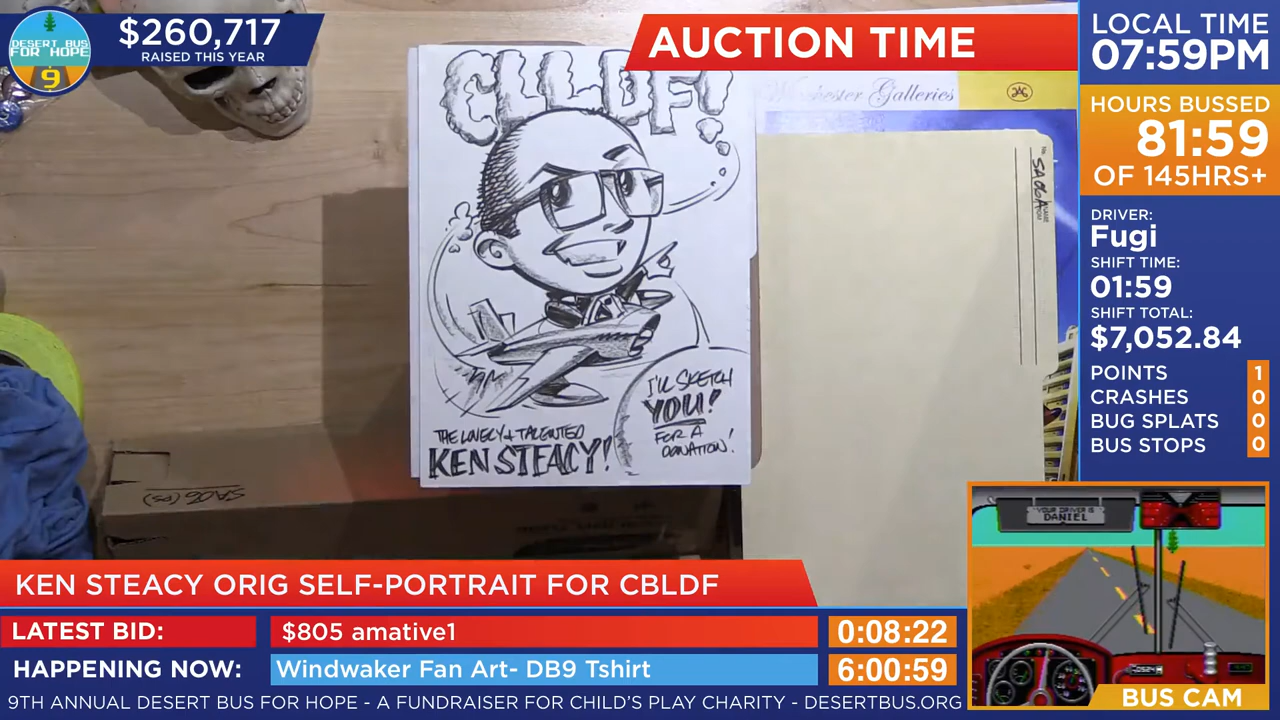 DESERT BUS
FOR HOPE
9
$260,717
RAISED THIS YEAR
AUCTION TIME
LOCAL TIME
07:59PM
HOURS BUSSED
81:59
OF 145HRS+
DRIVER:
Fugi
SHIFT TIME:
01:59
SHIFT TOTAL:
$7,052.84
POINTS 1
CRASHES 0
BUG SPLATS 0
BUS STOPS 0
CBLDF!
Winchester Galleries
I'LL SKETCH
YOU!
FOR A
DONATION!
THE LOVELY & TALENTED
KEN STEACY!
YOUR DRIVER IS
DANIEL
KEN STEACY ORIG SELF-PORTRAIT FOR CBLDF
LATEST BID: $805 amative1 0:08:22
HAPPENING NOW: Windwaker Fan Art- DB9 Tshirt 6:00:59
9TH ANNUAL DESERT BUS FOR HOPE - A FUNDRAISER FOR CHILD'S PLAY CHARITY - DESERTBUS.ORG
BUS CAM